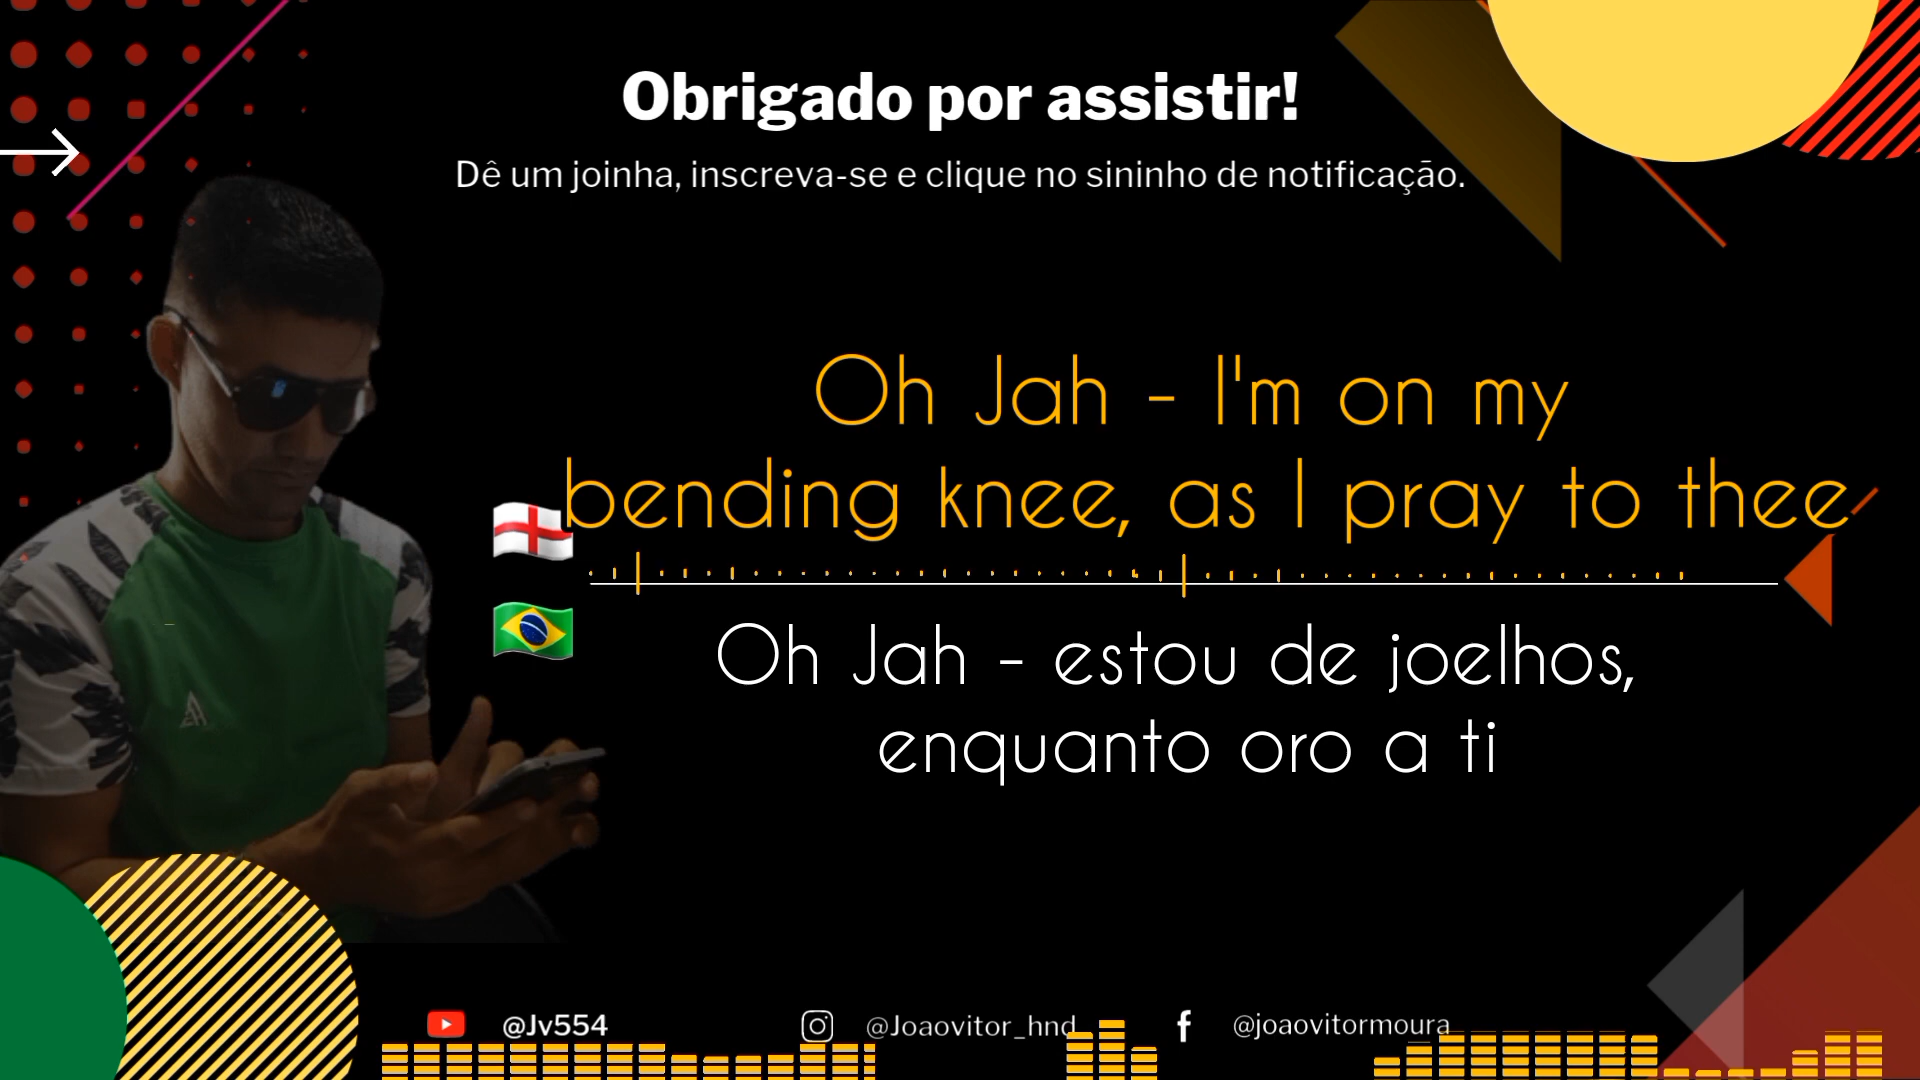 Obrigado por assistir!
Dê um joinha, inscreva-se e clique no sininho de notificação.
Oh Jah - I'm on my
bending knee, as I pray to thee
Oh Jah - estou de joelhos,
enquanto oro a ti
@Jv554 @Joaovitor_hnd @joaovitormoura